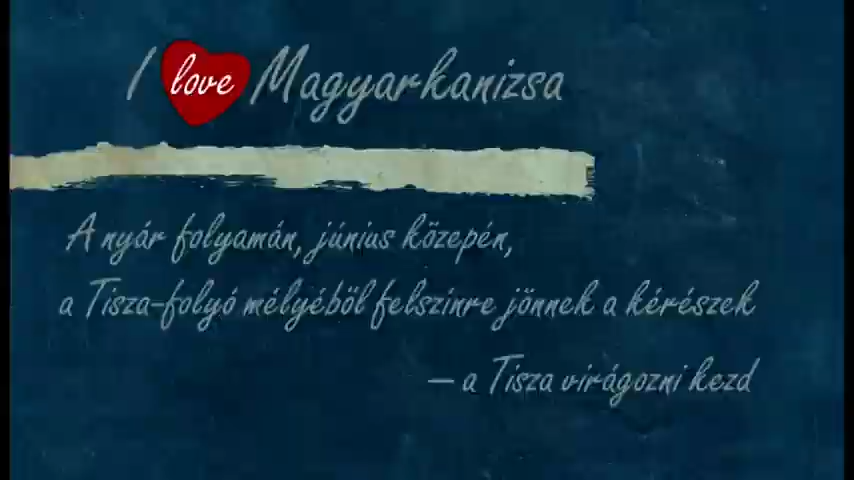 I love Magyarkanizsa
A nyár folyamán, június közepén,
a Tisza-folyó mélyéből felszínre jönnek a kérészek
– a Tisza virágozni kezd